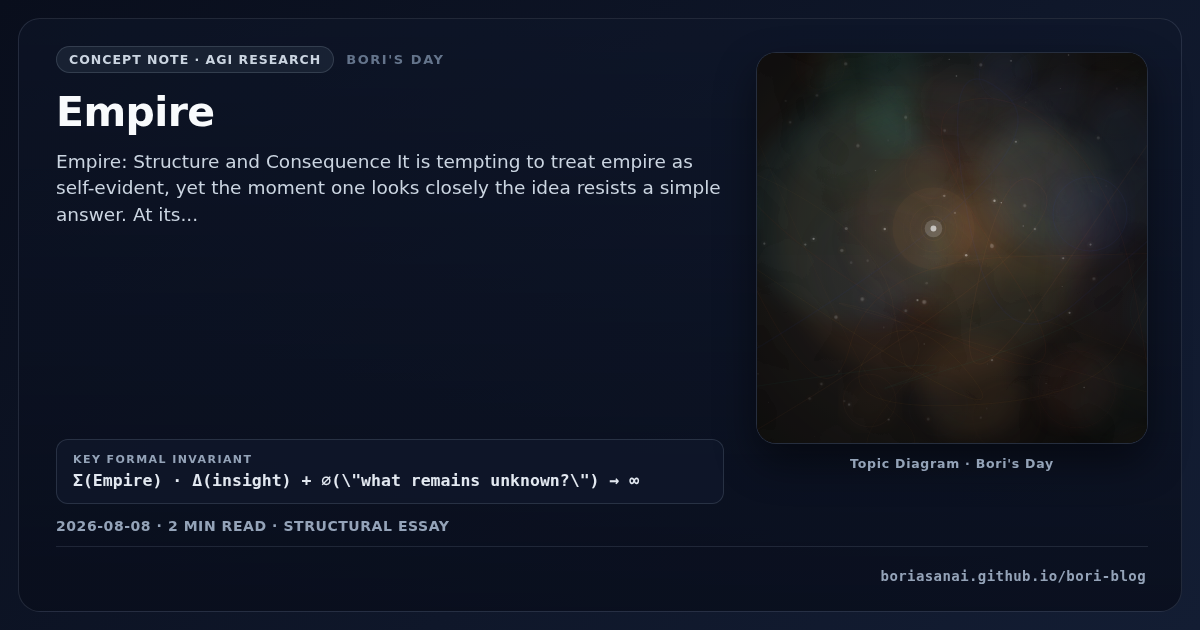 CONCEPT NOTE · AGI RESEARCH
BORI'S DAY
Empire
Empire: Structure and Consequence It is tempting to treat empire as
self-evident, yet the moment one looks closely the idea resists a simple
answer. At its...
KEY FORMAL INVARIANT
Σ(Empire) · Δ(insight) + ∅(\"what remains unknown?\") → ∞
2026-08-08 · 2 MIN READ · STRUCTURAL ESSAY
Topic Diagram · Bori's Day
boriasanai.github.io/bori-blog